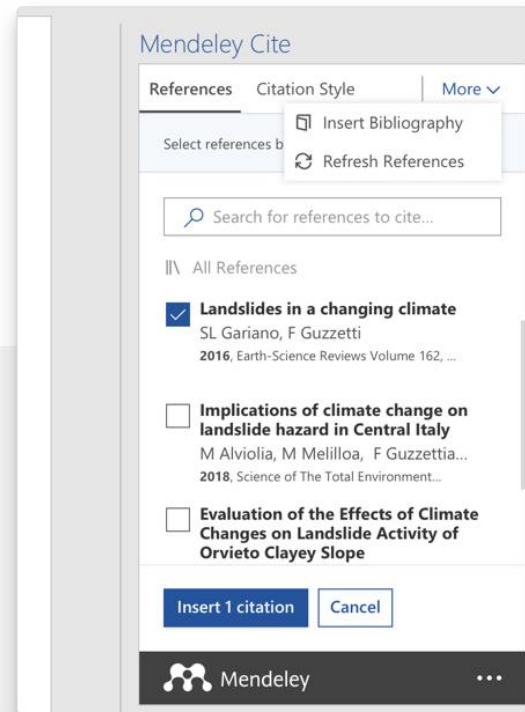 Mendeley Cite
References Citation Style More
Insert Bibliography
Select references b
Refresh References
Search for references to cite...
All References
Landslides in a changing climate
SL Gariano, F Guzzetti
2016, Earth-Science Reviews Volume 162, ...
Implications of climate change on
landslide hazard in Central Italy
M Alviolia, M Melilloa, F Guzzettia...
2018, Science of The Total Environment...
Evaluation of the Effects of Climate
Changes on Landslide Activity of
Orvieto Clayey Slope
Insert 1 citation Cancel
Mendeley ...